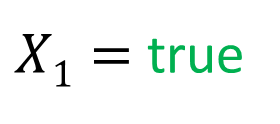 X₁ = true